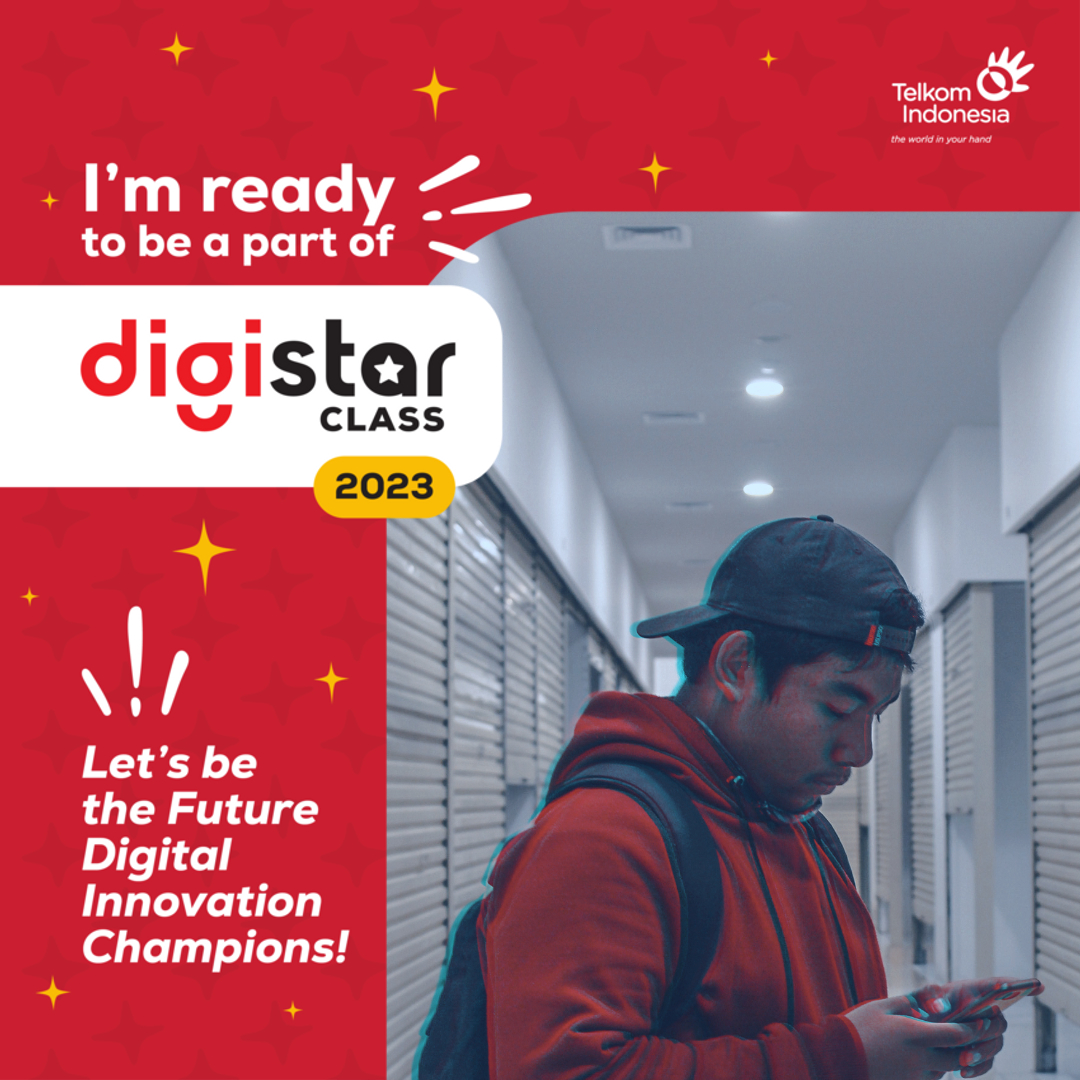 Telkom
Indonesia
the world in your hand
I'm ready
to be a part of
digistar
CLASS
2023
Let's be
the Future
Digital
Innovation
Champions!